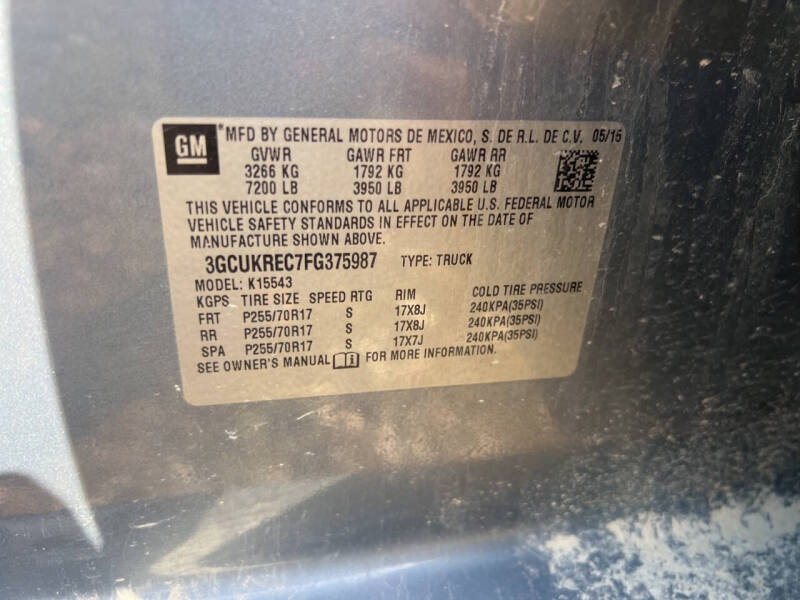 GM
*MFD BY GENERAL MOTORS DE MEXICO, S. DE R.L. DE C.V. 05/15
GVWR GAWR FRT GAWR RR
3266 KG 1792 KG 1792 KG
7200 LB 3950 LB 3950 LB
THIS VEHICLE CONFORMS TO ALL APPLICABLE U.S. FEDERAL MOTOR
VEHICLE SAFETY STANDARDS IN EFFECT ON THE DATE OF
MANUFACTURE SHOWN ABOVE.
3GCUKREC7FG375987 TYPE: TRUCK
MODEL: K15543
KGPS TIRE SIZE SPEED RTG RIM COLD TIRE PRESSURE
FRT P255/70R17 S 17X8J 240KPA(35PSI)
RR P255/70R17 S 17X8J 240KPA(35PSI)
SPA P255/70R17 S 17X7J 240KPA(35PSI)
SEE OWNER'S MANUAL FOR MORE INFORMATION.